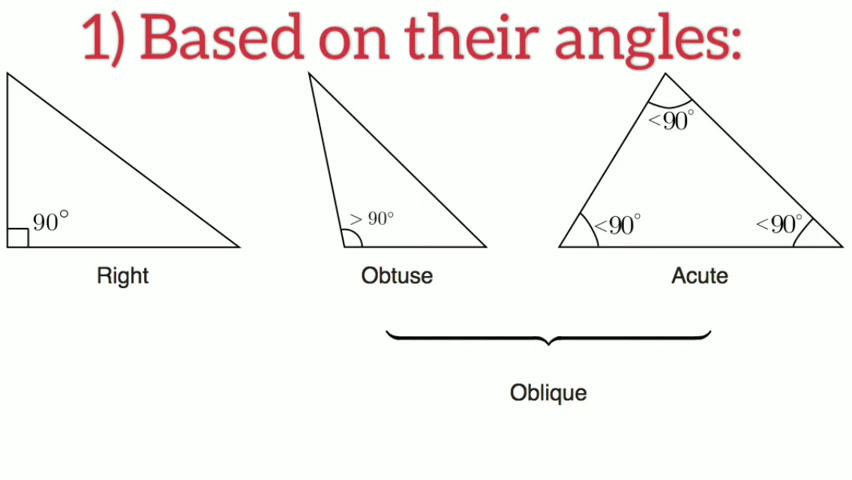 1) Based on their angles:
<90°
90° > 90° <90° <90°
Right Obtuse Acute
Oblique